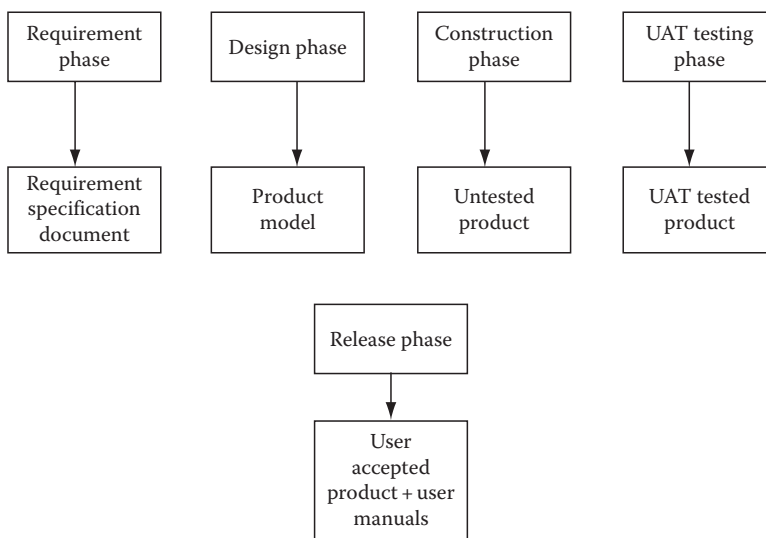 Requirement
phase
Design phase
Construction
phase
UAT testing
phase
Requirement
specification
document
Product
model
Untested
product
UAT tested
product
Release phase
User
accepted
product + user
manuals